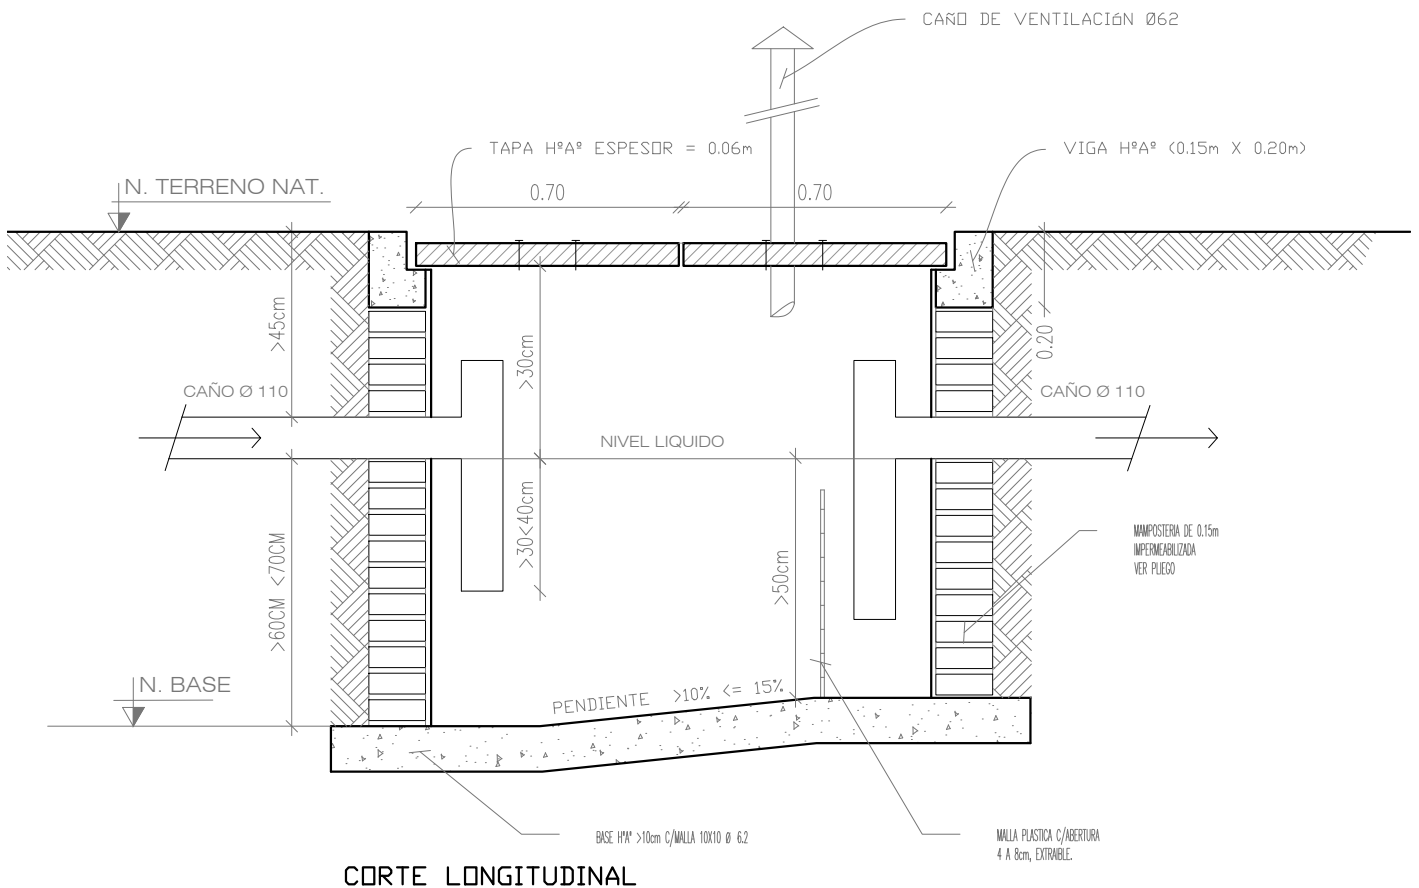 CAÑO DE VENTILACIóN Ø62
TAPA HºAº ESPESOR = 0.06m
VIGA HºAº (0.15m X 0.20m)
N. TERRENO NAT.
0.70
0.70
>45cm
>30cm
0.20
CAÑO Ø 110
CAÑO Ø 110
NIVEL LIQUIDO
>60CM <70CM
>30<40cm
>50cm
MAMPOSTERIA DE 0.15m
IMPERMEABILIZADA
VER PLIEGO
N. BASE
PENDIENTE >10% <= 15%
BASE HºAº >10cm C/MALLA 10X10 Ø 6.2
MALLA PLASTICA C/ABERTURA
4 A 8cm, EXTRAIBLE.
CORTE LONGITUDINAL